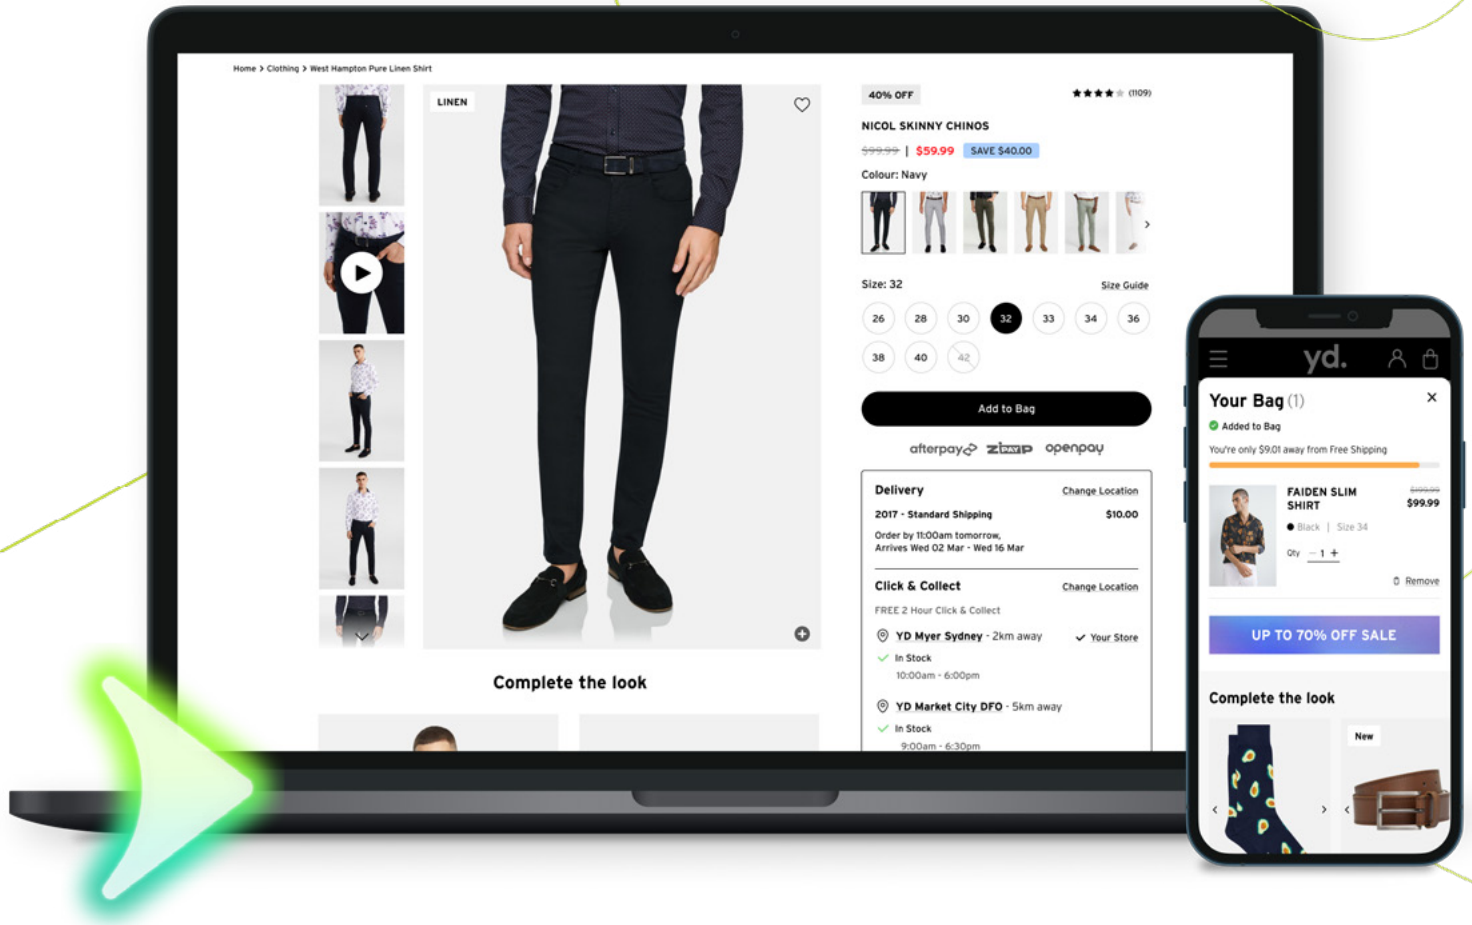 Home > Clothing > West Hampton Pure Linen Shirt
LINEN
40% OFF
(1109)
NICOL SKINNY CHINOS
$99.99 | $59.99 SAVE $40.00
Colour: Navy
Size: 32 Size Guide
26 28 30 32 33 34 36
38 40 42
Add to Bag
afterpay ZIPPAY openpay
Delivery Change Location
2017 - Standard Shipping $10.00
Order by 11:00am tomorrow,
Arrives Wed 02 Mar - Wed 16 Mar
Click & Collect Change Location
FREE 2 Hour Click & Collect
YD Myer Sydney - 2km away Your Store
In Stock
10:00am - 6:00pm
YD Market City DFO - 5km away
In Stock
9:00am - 6:30pm
Complete the look
yd.
Your Bag (1)
Added to Bag
You're only $9.01 away from Free Shipping
FAIDEN SLIM
SHIRT
$99.99
Black | Size 34
Qty - 1 +
Remove
UP TO 70% OFF SALE
Complete the look
New